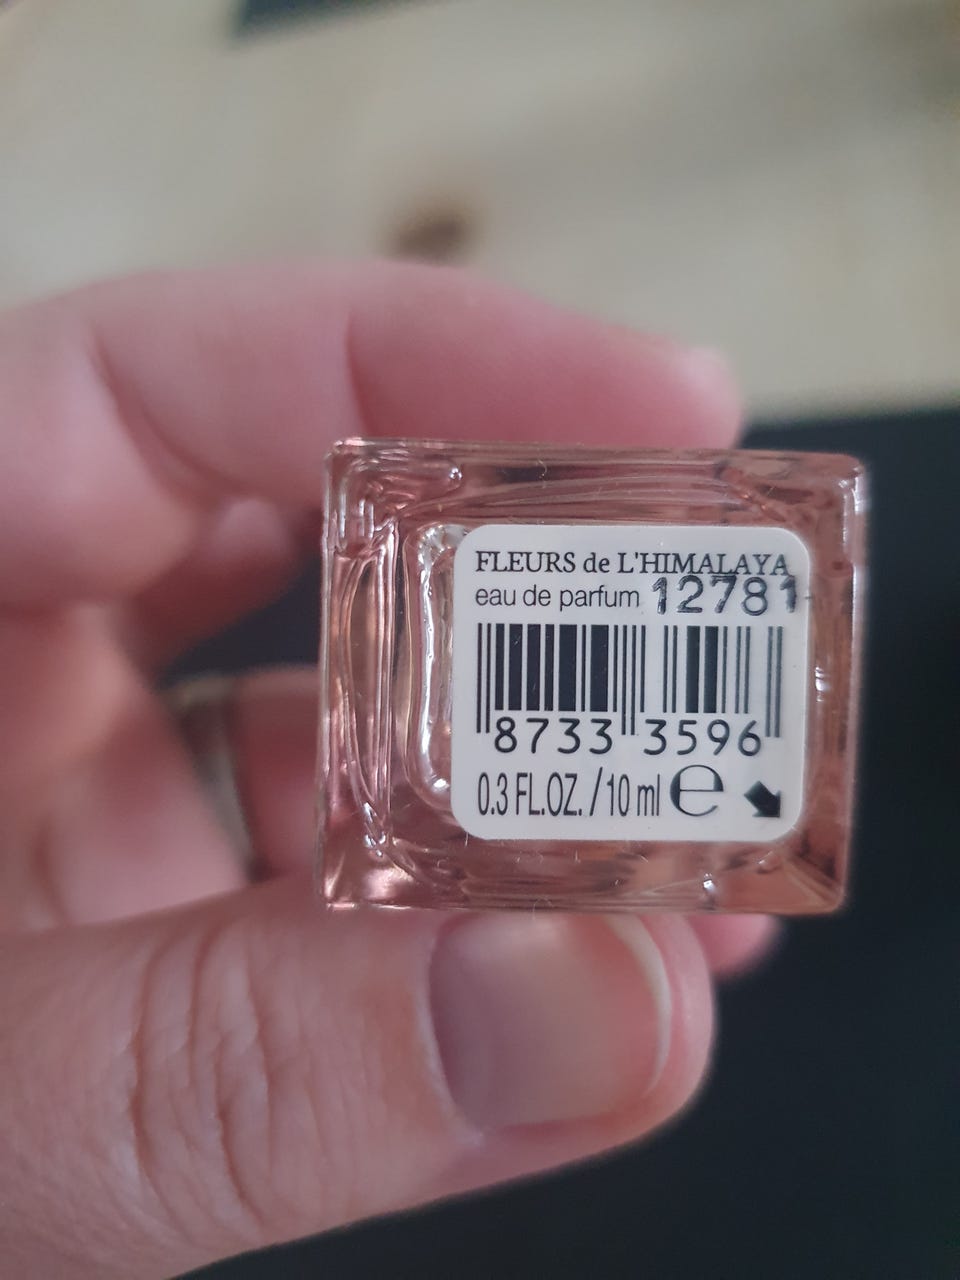 FLEURS de L'HIMALAYA
eau de parfum 12781
8733 3596
0.3 FL.OZ. / 10 ml ℮